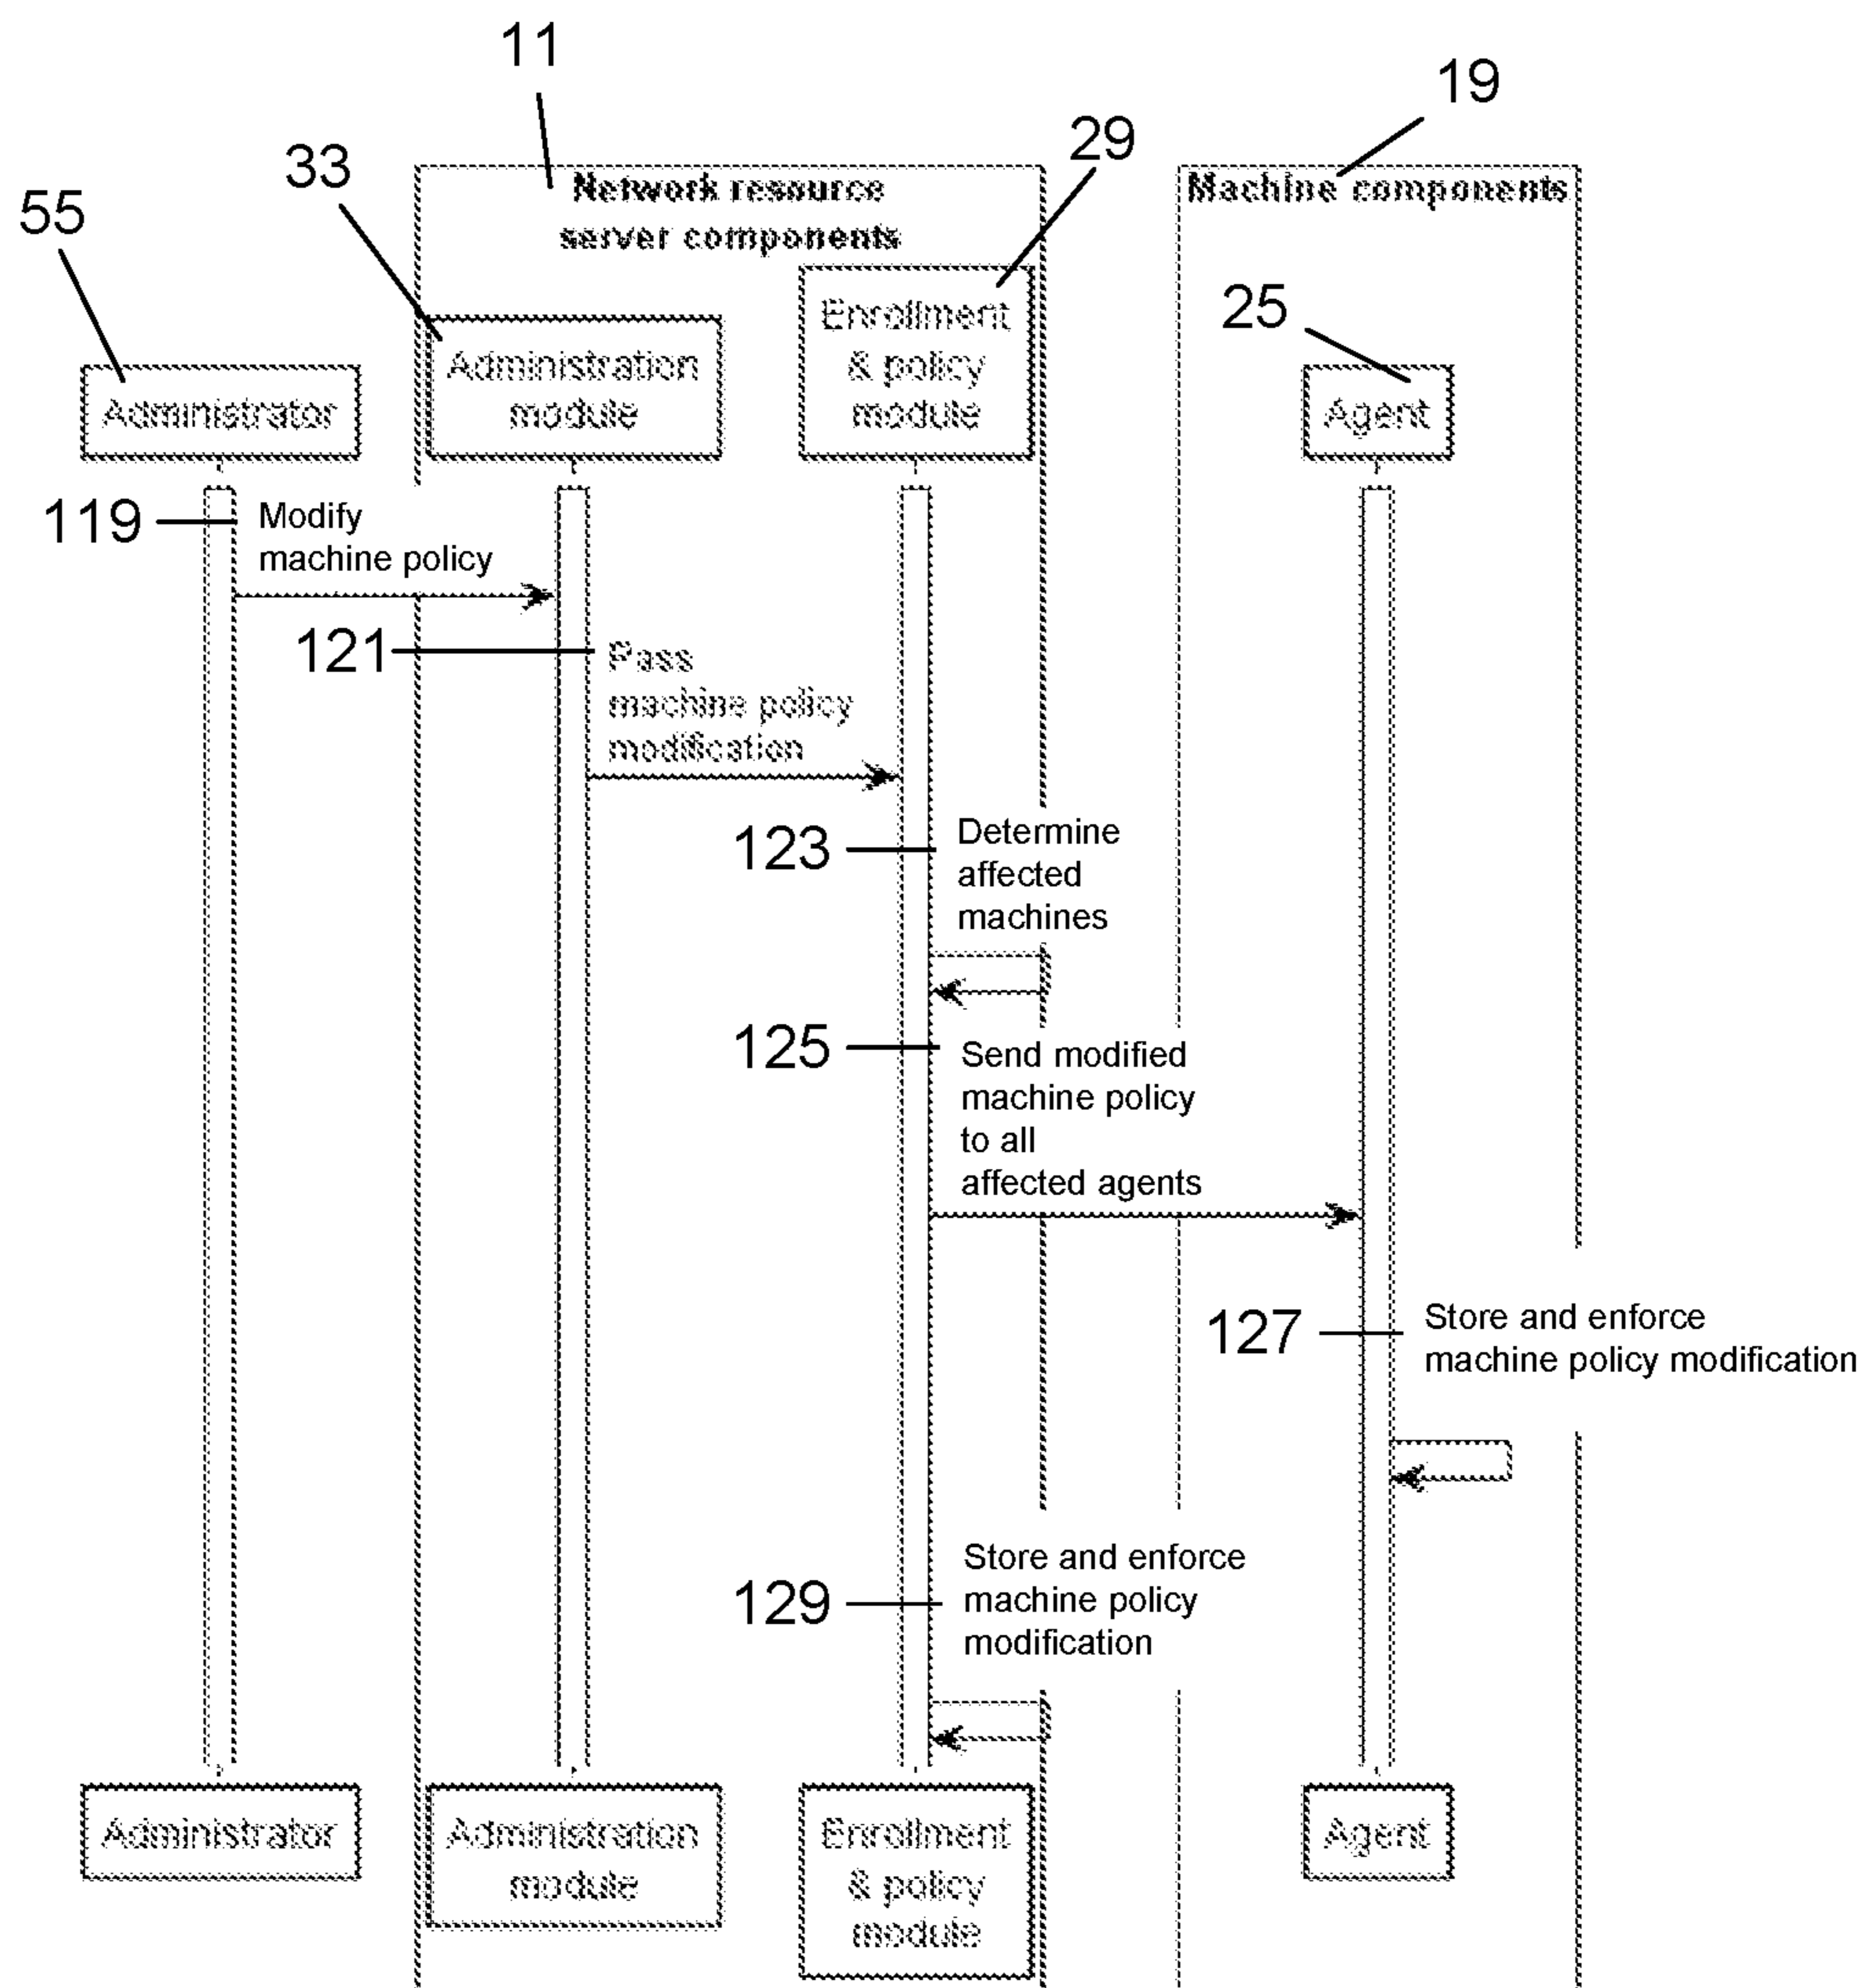 11
19
29
33
Network resource
server components
Machine components
55
25
Enrollment
& policy
module
Administration
module
Administrator
Agent
119
Modify
machine policy
121
Pass
machine policy
modification
123
Determine
affected
machines
125
Send modified
machine policy
to all
affected agents
127
Store and enforce
machine policy modification
129
Store and enforce
machine policy
modification
Administrator
Administration
module
Enrollment
& policy
module
Agent